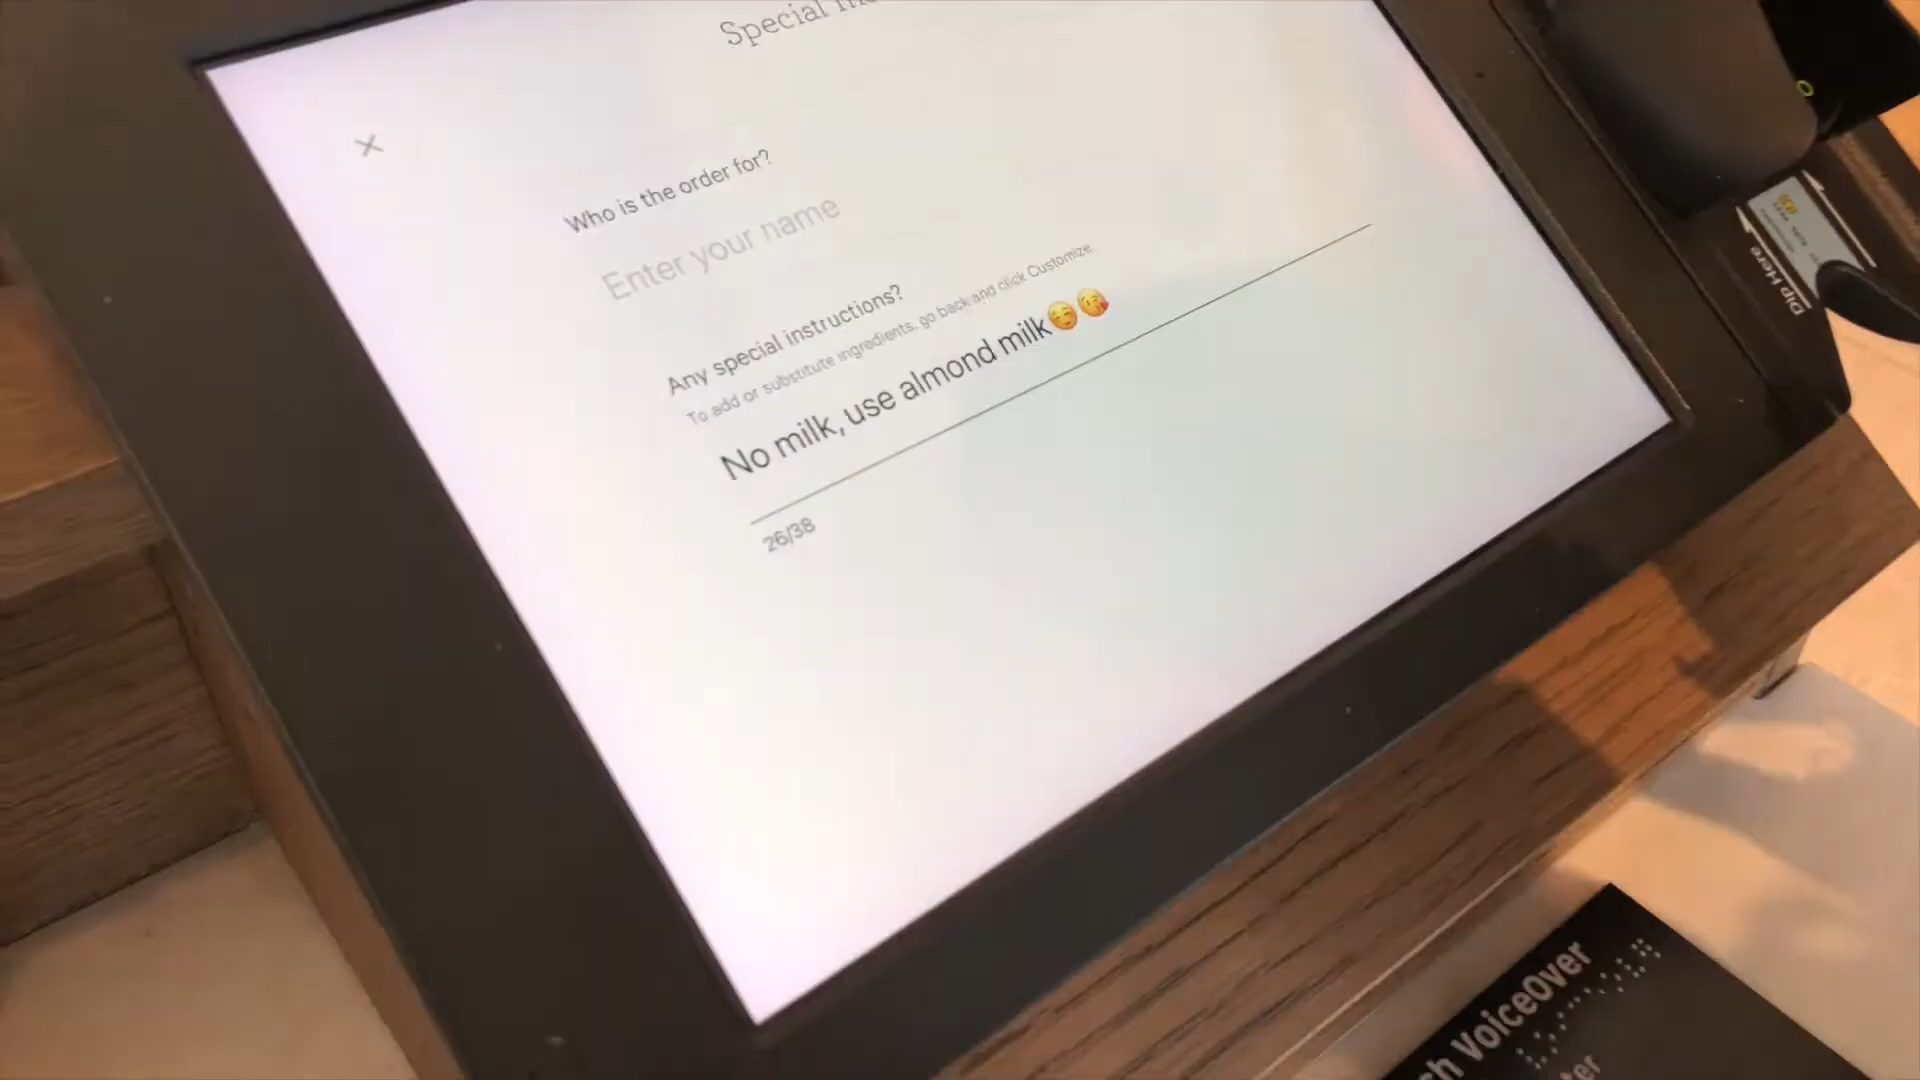 Special
Who is the order for?
Enter your name
Any special instructions?
To add or substitute ingredients, go back and click Customize.
No milk, use almond milk☺️😘
26/38
Dip Here
VoiceOver